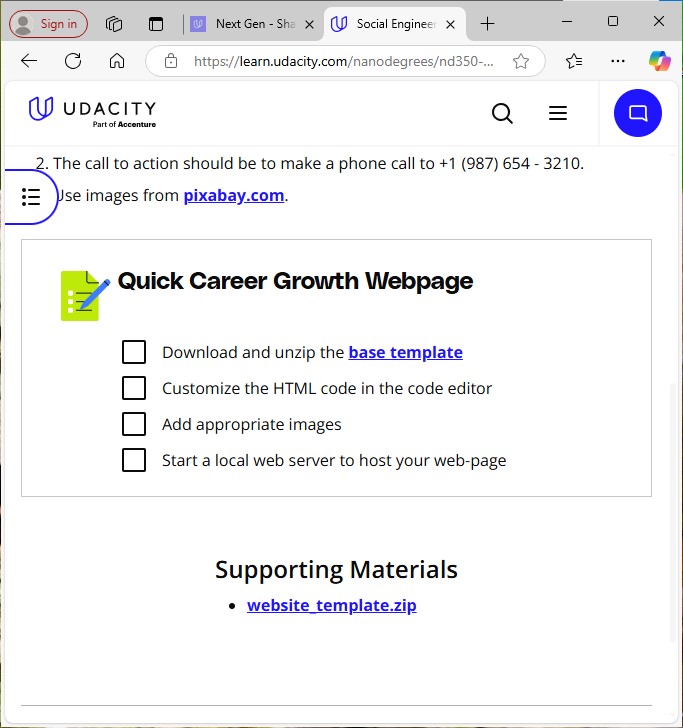 Sign in
Next Gen - Sha
Social Engineer
https://learn.udacity.com/nanodegrees/nd350-...
UDACITY
Part of Accenture
2. The call to action should be to make a phone call to +1 (987) 654 - 3210.
Use images from pixabay.com.
Quick Career Growth Webpage
Download and unzip the base template
Customize the HTML code in the code editor
Add appropriate images
Start a local web server to host your web-page
Supporting Materials
• website_template.zip